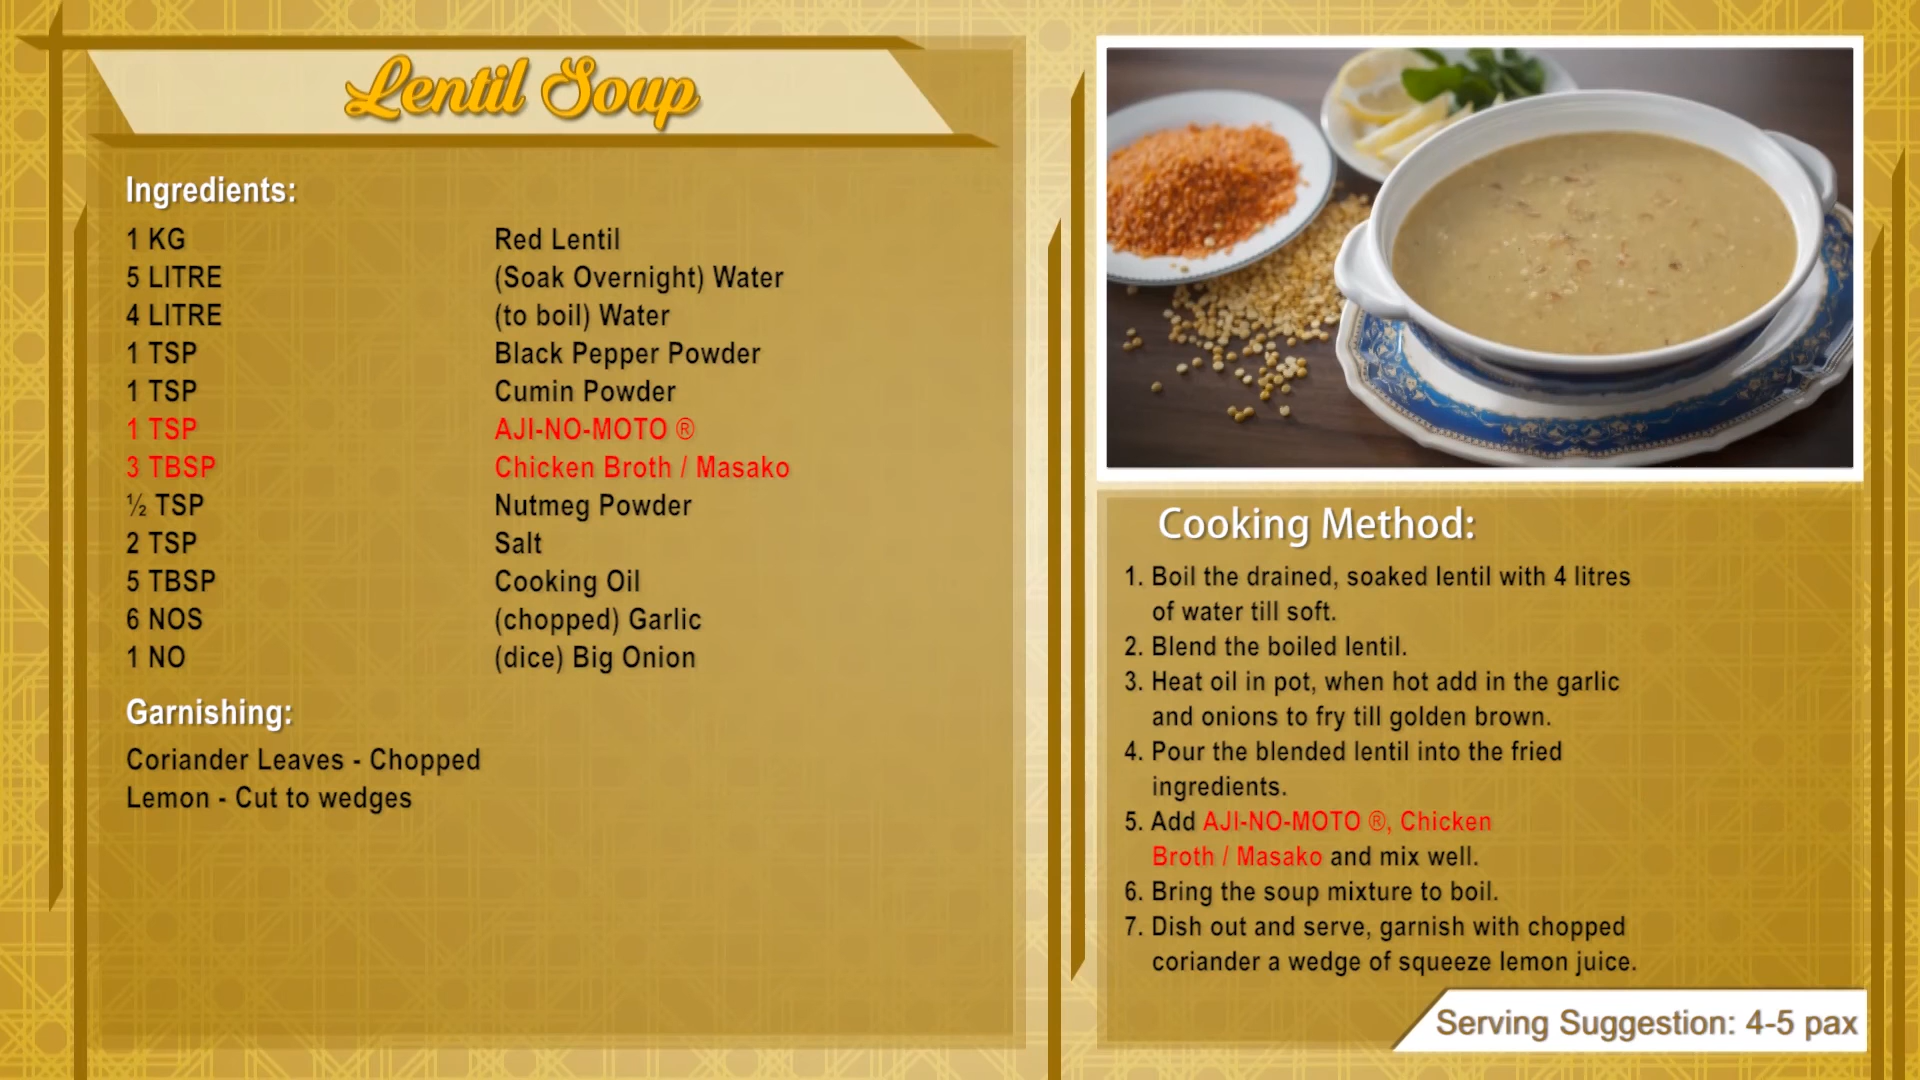 Lentil Soup
Ingredients:
1 KG Red Lentil
5 LITRE (Soak Overnight) Water
4 LITRE (to boil) Water
1 TSP Black Pepper Powder
1 TSP Cumin Powder
1 TSP AJI-NO-MOTO ®
3 TBSP Chicken Broth / Masako
½ TSP Nutmeg Powder
2 TSP Salt
5 TBSP Cooking Oil
6 NOS (chopped) Garlic
1 NO (dice) Big Onion
Garnishing:
Coriander Leaves - Chopped
Lemon - Cut to wedges
Cooking Method:
1. Boil the drained, soaked lentil with 4 litres
of water till soft.
2. Blend the boiled lentil.
3. Heat oil in pot, when hot add in the garlic
and onions to fry till golden brown.
4. Pour the blended lentil into the fried
ingredients.
5. Add AJI-NO-MOTO ®, Chicken
Broth / Masako and mix well.
6. Bring the soup mixture to boil.
7. Dish out and serve, garnish with chopped
coriander a wedge of squeeze lemon juice.
Serving Suggestion: 4-5 pax